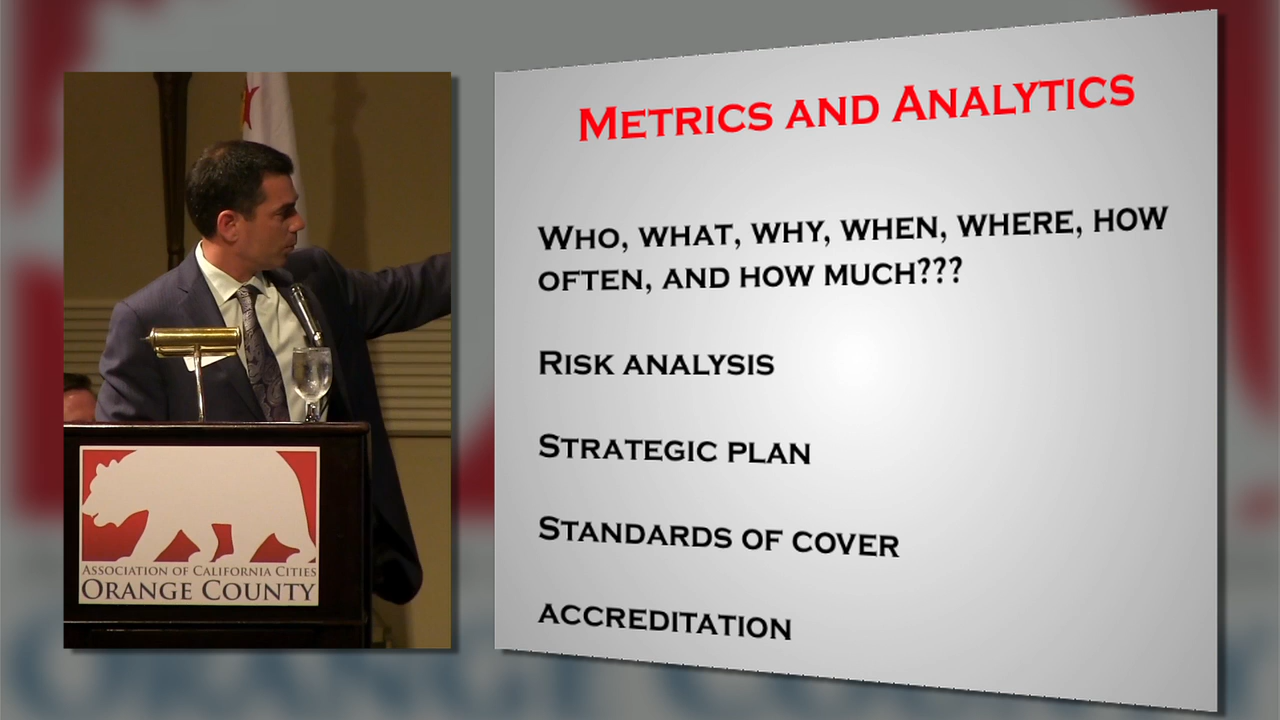 METRICS AND ANALYTICS
WHO, WHAT, WHY, WHEN, WHERE, HOW
OFTEN, AND HOW MUCH???
RISK ANALYSIS
STRATEGIC PLAN
STANDARDS OF COVER
ACCREDITATION
ASSOCIATION OF CALIFORNIA CITIES
ORANGE COUNTY